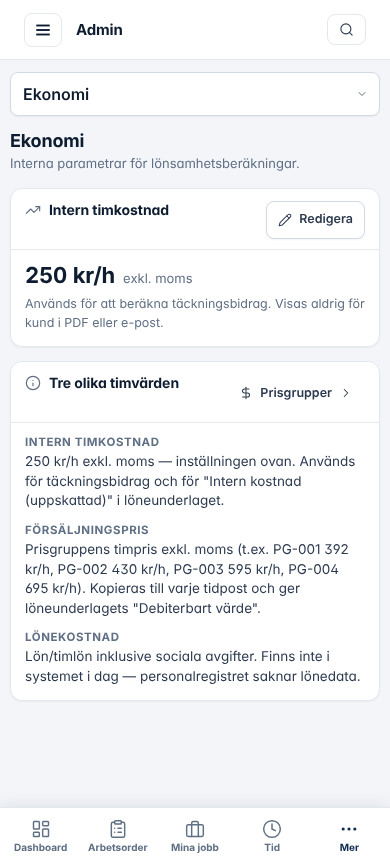 Admin
Ekonomi
Ekonomi
Interna parametrar för lönsamhetsberäkningar.
Intern timkostnad
Redigera
250 kr/h exkl. moms
Används för att beräkna täckningsbidrag. Visas aldrig för
kund i PDF eller e-post.
Tre olika timvärden
Prisgrupper
INTERN TIMKOSTNAD
250 kr/h exkl. moms — inställningen ovan. Används
för täckningsbidrag och för "Intern kostnad
(uppskattad)" i löneunderlaget.
FÖRSÄLJNINGSPRIS
Prisgruppens timpris exkl. moms (t.ex. PG-001 392
kr/h, PG-002 430 kr/h, PG-003 595 kr/h, PG-004
695 kr/h). Kopieras till varje tidpost och ger
löneunderlagets "Debiterbart värde".
LÖNEKOSTNAD
Lön/timlön inklusive sociala avgifter. Finns inte i
systemet i dag — personalregistret saknar lönedata.
Dashboard Arbetsorder Mina jobb Tid Mer